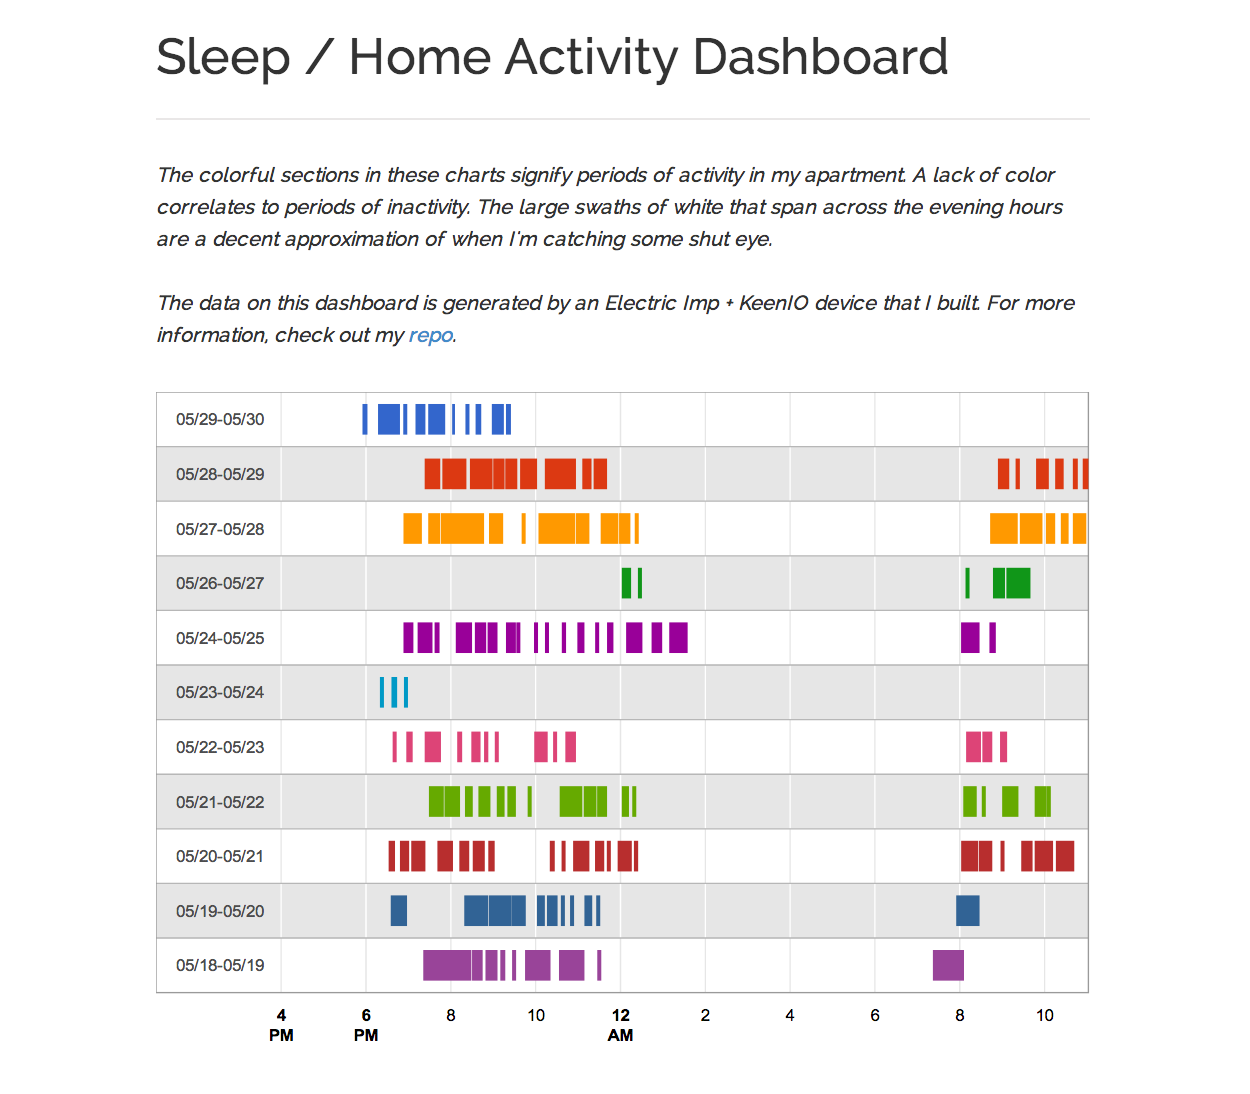 Sleep / Home Activity Dashboard
The colorful sections in these charts signify periods of activity in my apartment. A lack of color
correlates to periods of inactivity. The large swaths of white that span across the evening hours
are a decent approximation of when I'm catching some shut eye.
The data on this dashboard is generated by an Electric Imp + KeenIO device that I built. For more
information, check out my repo.
05/29-05/30
05/28-05/29
05/27-05/28
05/26-05/27
05/24-05/25
05/23-05/24
05/22-05/23
05/21-05/22
05/20-05/21
05/19-05/20
05/18-05/19
4 6 8 10 12 2 4 6 8 10
PM PM AM